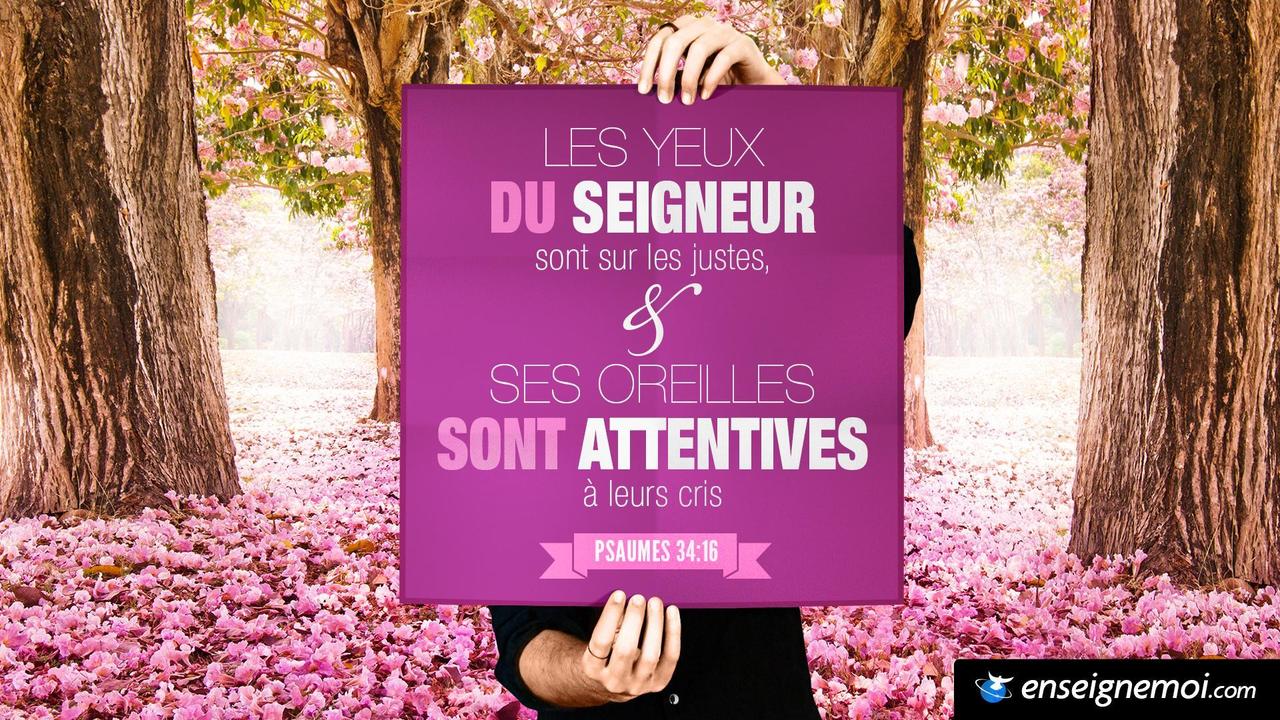 LES YEUX
DU SEIGNEUR
sont sur les justes,
&
SES OREILLES
SONT ATTENTIVES
à leurs cris
PSAUMES 34:16
enseignemoi.com